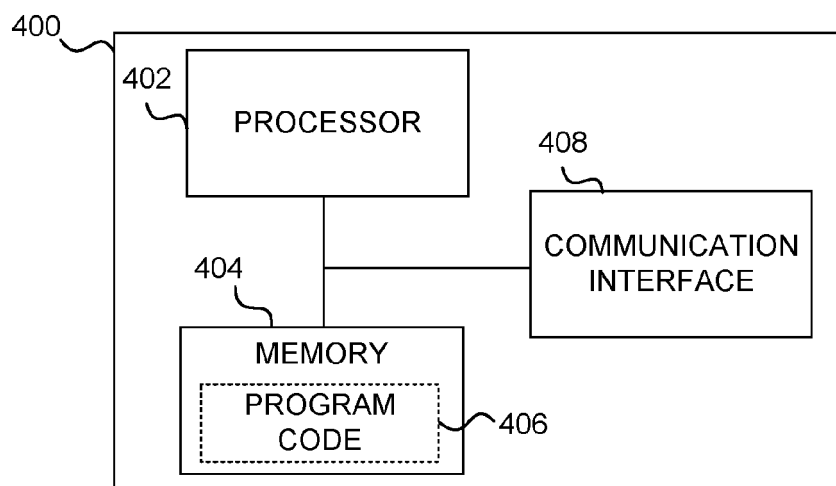 400
402
PROCESSOR
408
COMMUNICATION
INTERFACE
404
MEMORY
PROGRAM
CODE
406